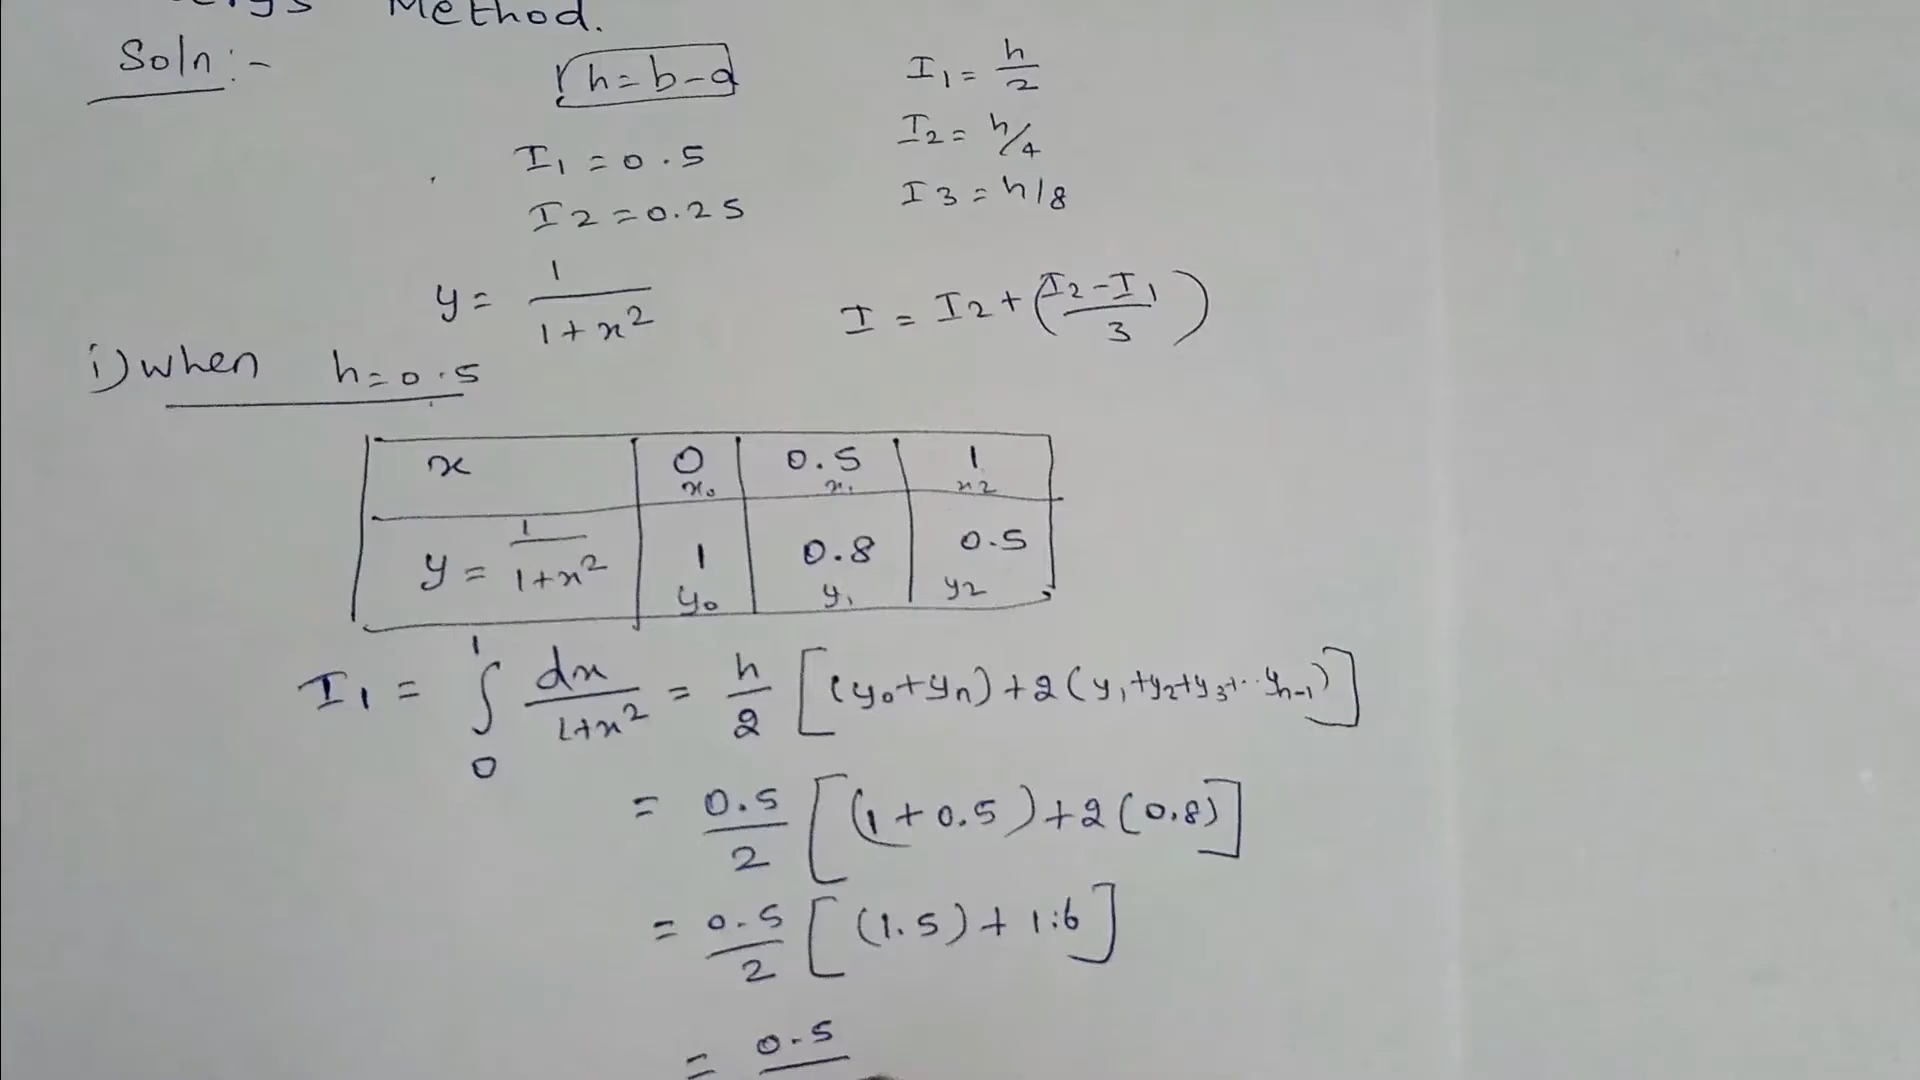 Method.
Soln:-
h=b-a
I1 = h/2
I1 = 0.5
I2 = h/4
I2 = 0.25
I3 = h/8
y = 1/(1+x²)
I = I2 + ((I2-I1)/3)
i) when h=0.5
x 0 0.5 1
x0 x1 x2
y = 1/(1+x²) 1 0.8 0.5
y0 y1 y2
I1 = ∫₀¹ dx/(1+x²) = h/2 [(y0+yn)+2(y1+y2+y3+..yn-1)]
= 0.5/2 [(1+0.5)+2(0.8)]
= 0.5/2 [(1.5)+1.6]
= 0.5